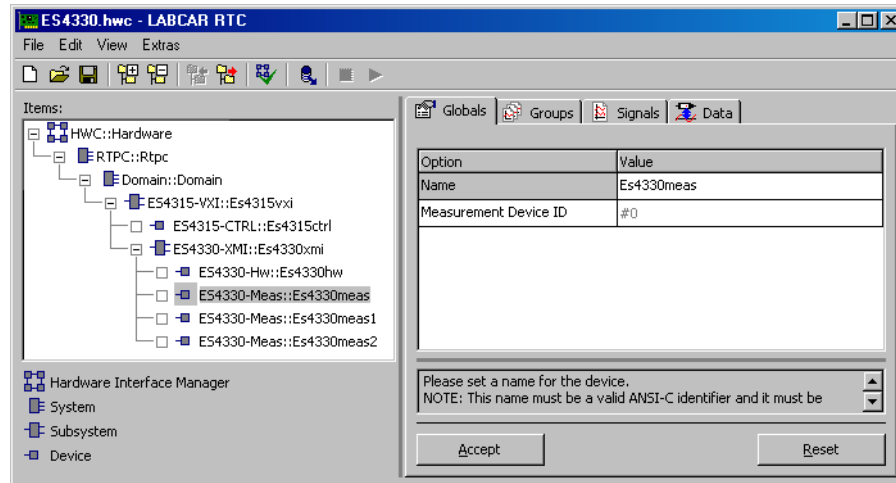 ES4330.hwc - LABCAR RTC
File Edit View Extras
Items:
HWC::Hardware
RTPC::Rtpc
Domain::Domain
ES4315-VXI::Es4315vxi
ES4315-CTRL::Es4315ctrl
ES4330-XMI::Es4330xmi
ES4330-Hw::Es4330hw
ES4330-Meas::Es4330meas
ES4330-Meas::Es4330meas1
ES4330-Meas::Es4330meas2
Hardware Interface Manager
System
Subsystem
Device
Globals Groups Signals Data
Option Value
Name Es4330meas
Measurement Device ID #0
Please set a name for the device.
NOTE: This name must be a valid ANSI-C identifier and it must be
Accept Reset